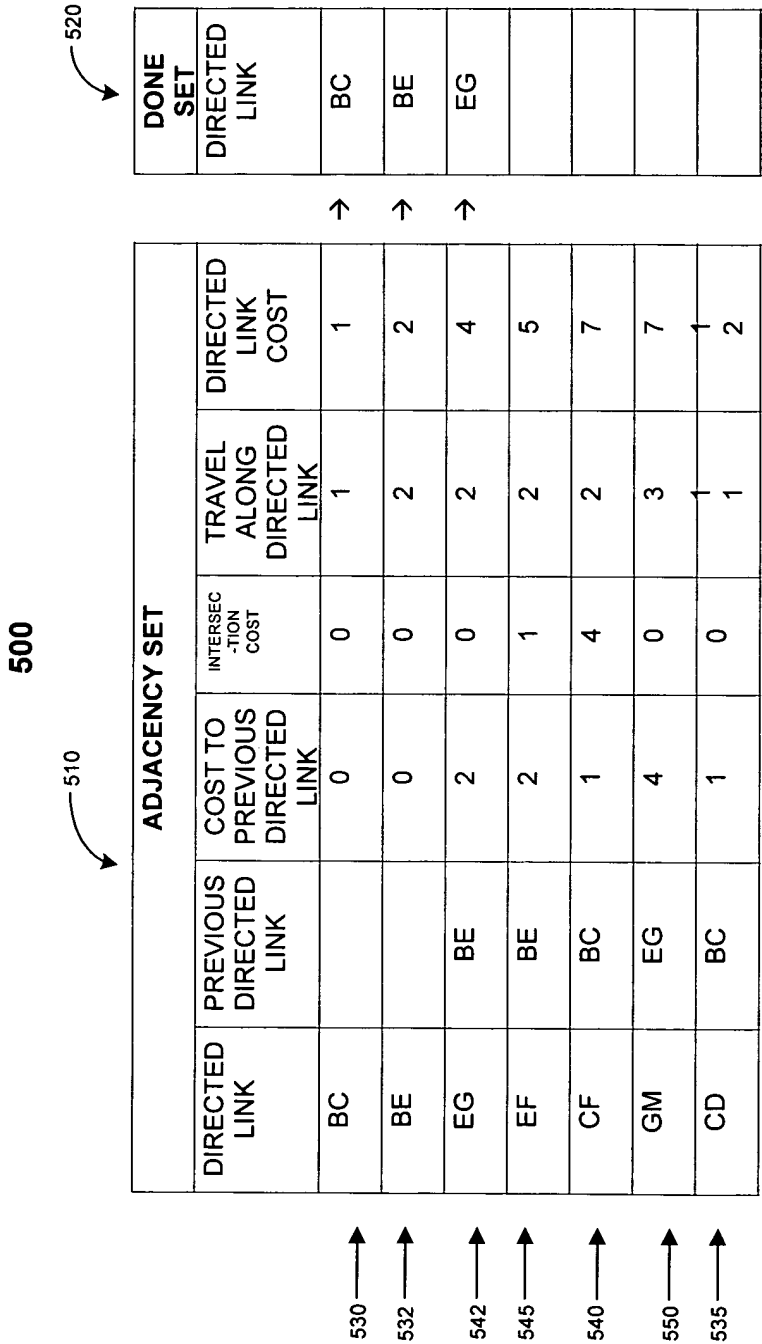 500
510
520
ADJACENCY SET
DONE SET
DIRECTED LINK
PREVIOUS DIRECTED LINK
COST TO PREVIOUS DIRECTED LINK
INTERSEC-TION COST
TRAVEL ALONG DIRECTED LINK
DIRECTED LINK COST
DIRECTED LINK
530 → BC 0 0 1 1 → BC
532 → BE 0 0 2 2 → BE
542 → EG BE 2 0 2 4 → EG
545 → EF BE 2 1 2 5
540 → CF BC 1 4 2 7
550 → GM EG 4 0 3 7
535 → CD BC 1 0 11 12